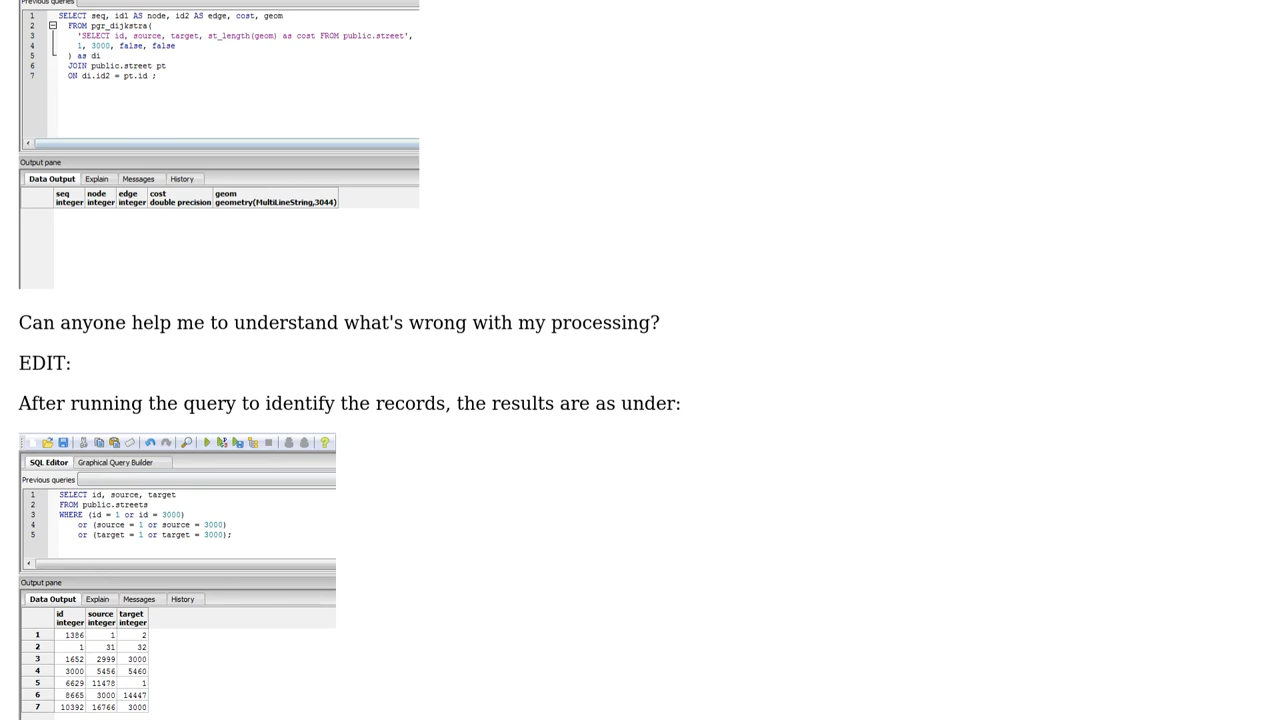 Previous queries
1 SELECT seq, id1 AS node, id2 AS edge, cost, geom
2 FROM pgr_dijkstra(
3 'SELECT id, source, target, st_length(geom) as cost FROM public.street',
4 1, 3000, false, false
5 ) as di
6 JOIN public.street pt
7 ON di.id2 = pt.id ;
Output pane
Data Output Explain Messages History
seq node edge cost geom
integer integer integer double precision geometry(MultiLineString,3044)
Can anyone help me to understand what's wrong with my processing?
EDIT:
After running the query to identify the records, the results are as under:
SQL Editor Graphical Query Builder
Previous queries
1 SELECT id, source, target
2 FROM public.streets
3 WHERE (id = 1 or id = 3000)
4 or (source = 1 or source = 3000)
5 or (target = 1 or target = 3000);
Output pane
Data Output Explain Messages History
id source target
integer integer integer
1 1386 1 2
2 1 31 32
3 1652 2999 3000
4 3000 5456 5460
5 6629 11478 1
6 8665 3000 14447
7 10392 16766 3000